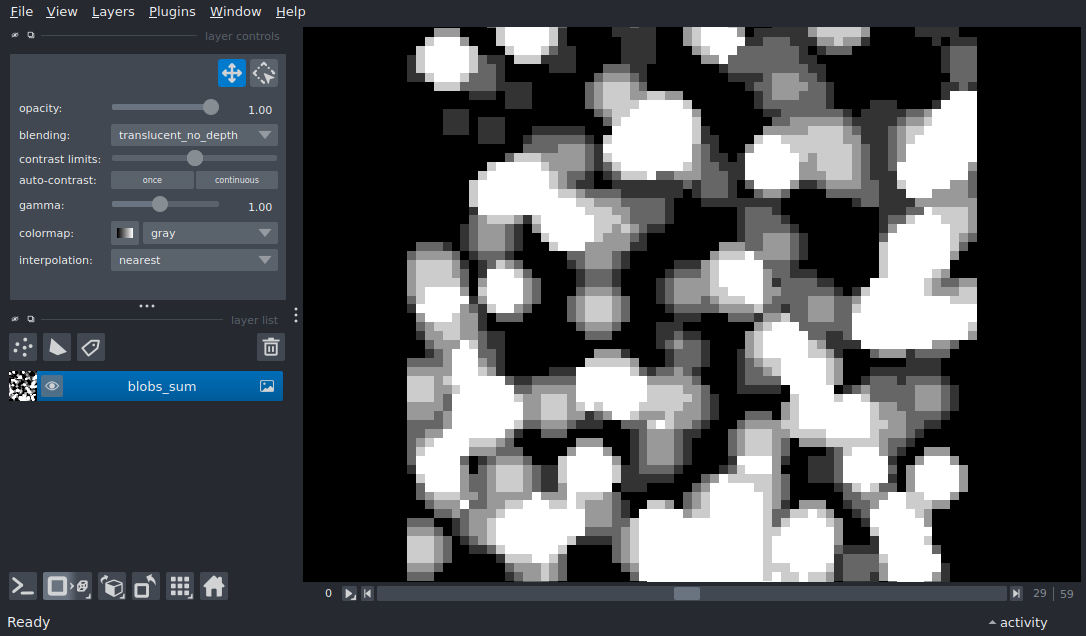 File View Layers Plugins Window Help
layer controls
opacity: 1.00
blending: translucent_no_depth
contrast limits:
auto-contrast: once continuous
gamma: 1.00
colormap: gray
interpolation: nearest
layer list
blobs_sum
0 29 59
Ready activity